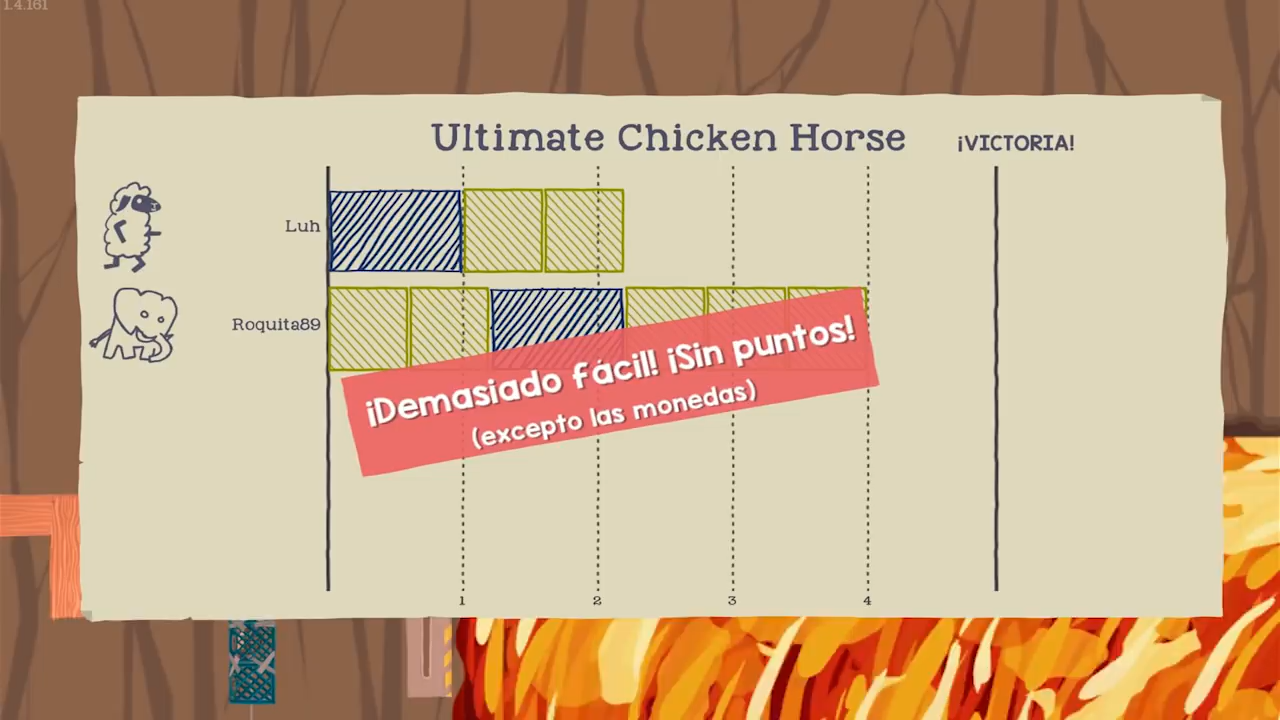 1.4.161
Ultimate Chicken Horse
¡VICTORIA!
Luh
Roquita89
¡Demasiado fácil! ¡Sin puntos!
(excepto las monedas)
1 2 3 4